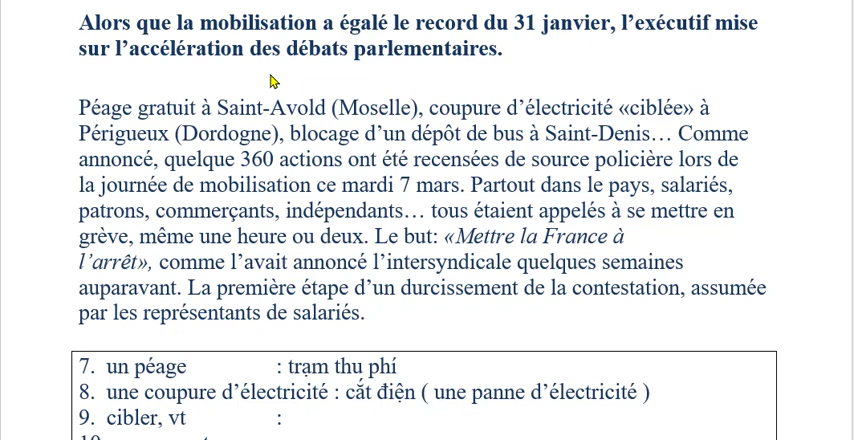 Alors que la mobilisation a égalé le record du 31 janvier, l’exécutif mise
sur l’accélération des débats parlementaires.
Péage gratuit à Saint-Avold (Moselle), coupure d’électricité «ciblée» à
Périgueux (Dordogne), blocage d’un dépôt de bus à Saint-Denis… Comme
annoncé, quelque 360 actions ont été recensées de source policière lors de
la journée de mobilisation ce mardi 7 mars. Partout dans le pays, salariés,
patrons, commerçants, indépendants… tous étaient appelés à se mettre en
grève, même une heure ou deux. Le but: «Mettre la France à
l’arrêt», comme l’avait annoncé l’intersyndicale quelques semaines
auparavant. La première étape d’un durcissement de la contestation, assumée
par les représentants de salariés.
7. un péage : trạm thu phí
8. une coupure d’électricité : cắt điện ( une panne d’électricité )
9. cibler, vt :